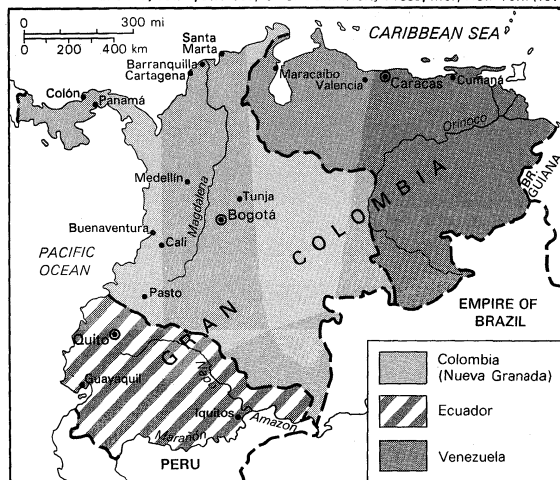 0 300 mi
0 200 400 km
CARIBBEAN SEA
Santa
Marta
Barranquilla
Cartagena
Maracaibo
Valencia
Caracas
Cumaná
Colón
Panamá
Orinoco
BR.
GUIANA
Medellín
Magdalena
Tunja
Bogotá
Buenaventura
Cali
PACIFIC
OCEAN
Pasto
GRAN COLOMBIA
EMPIRE OF
BRAZIL
Quito
Napo
Guayaquil
Iquitos
Amazon
Marañón
PERU
Colombia
(Nueva Granada)
Ecuador
Venezuela